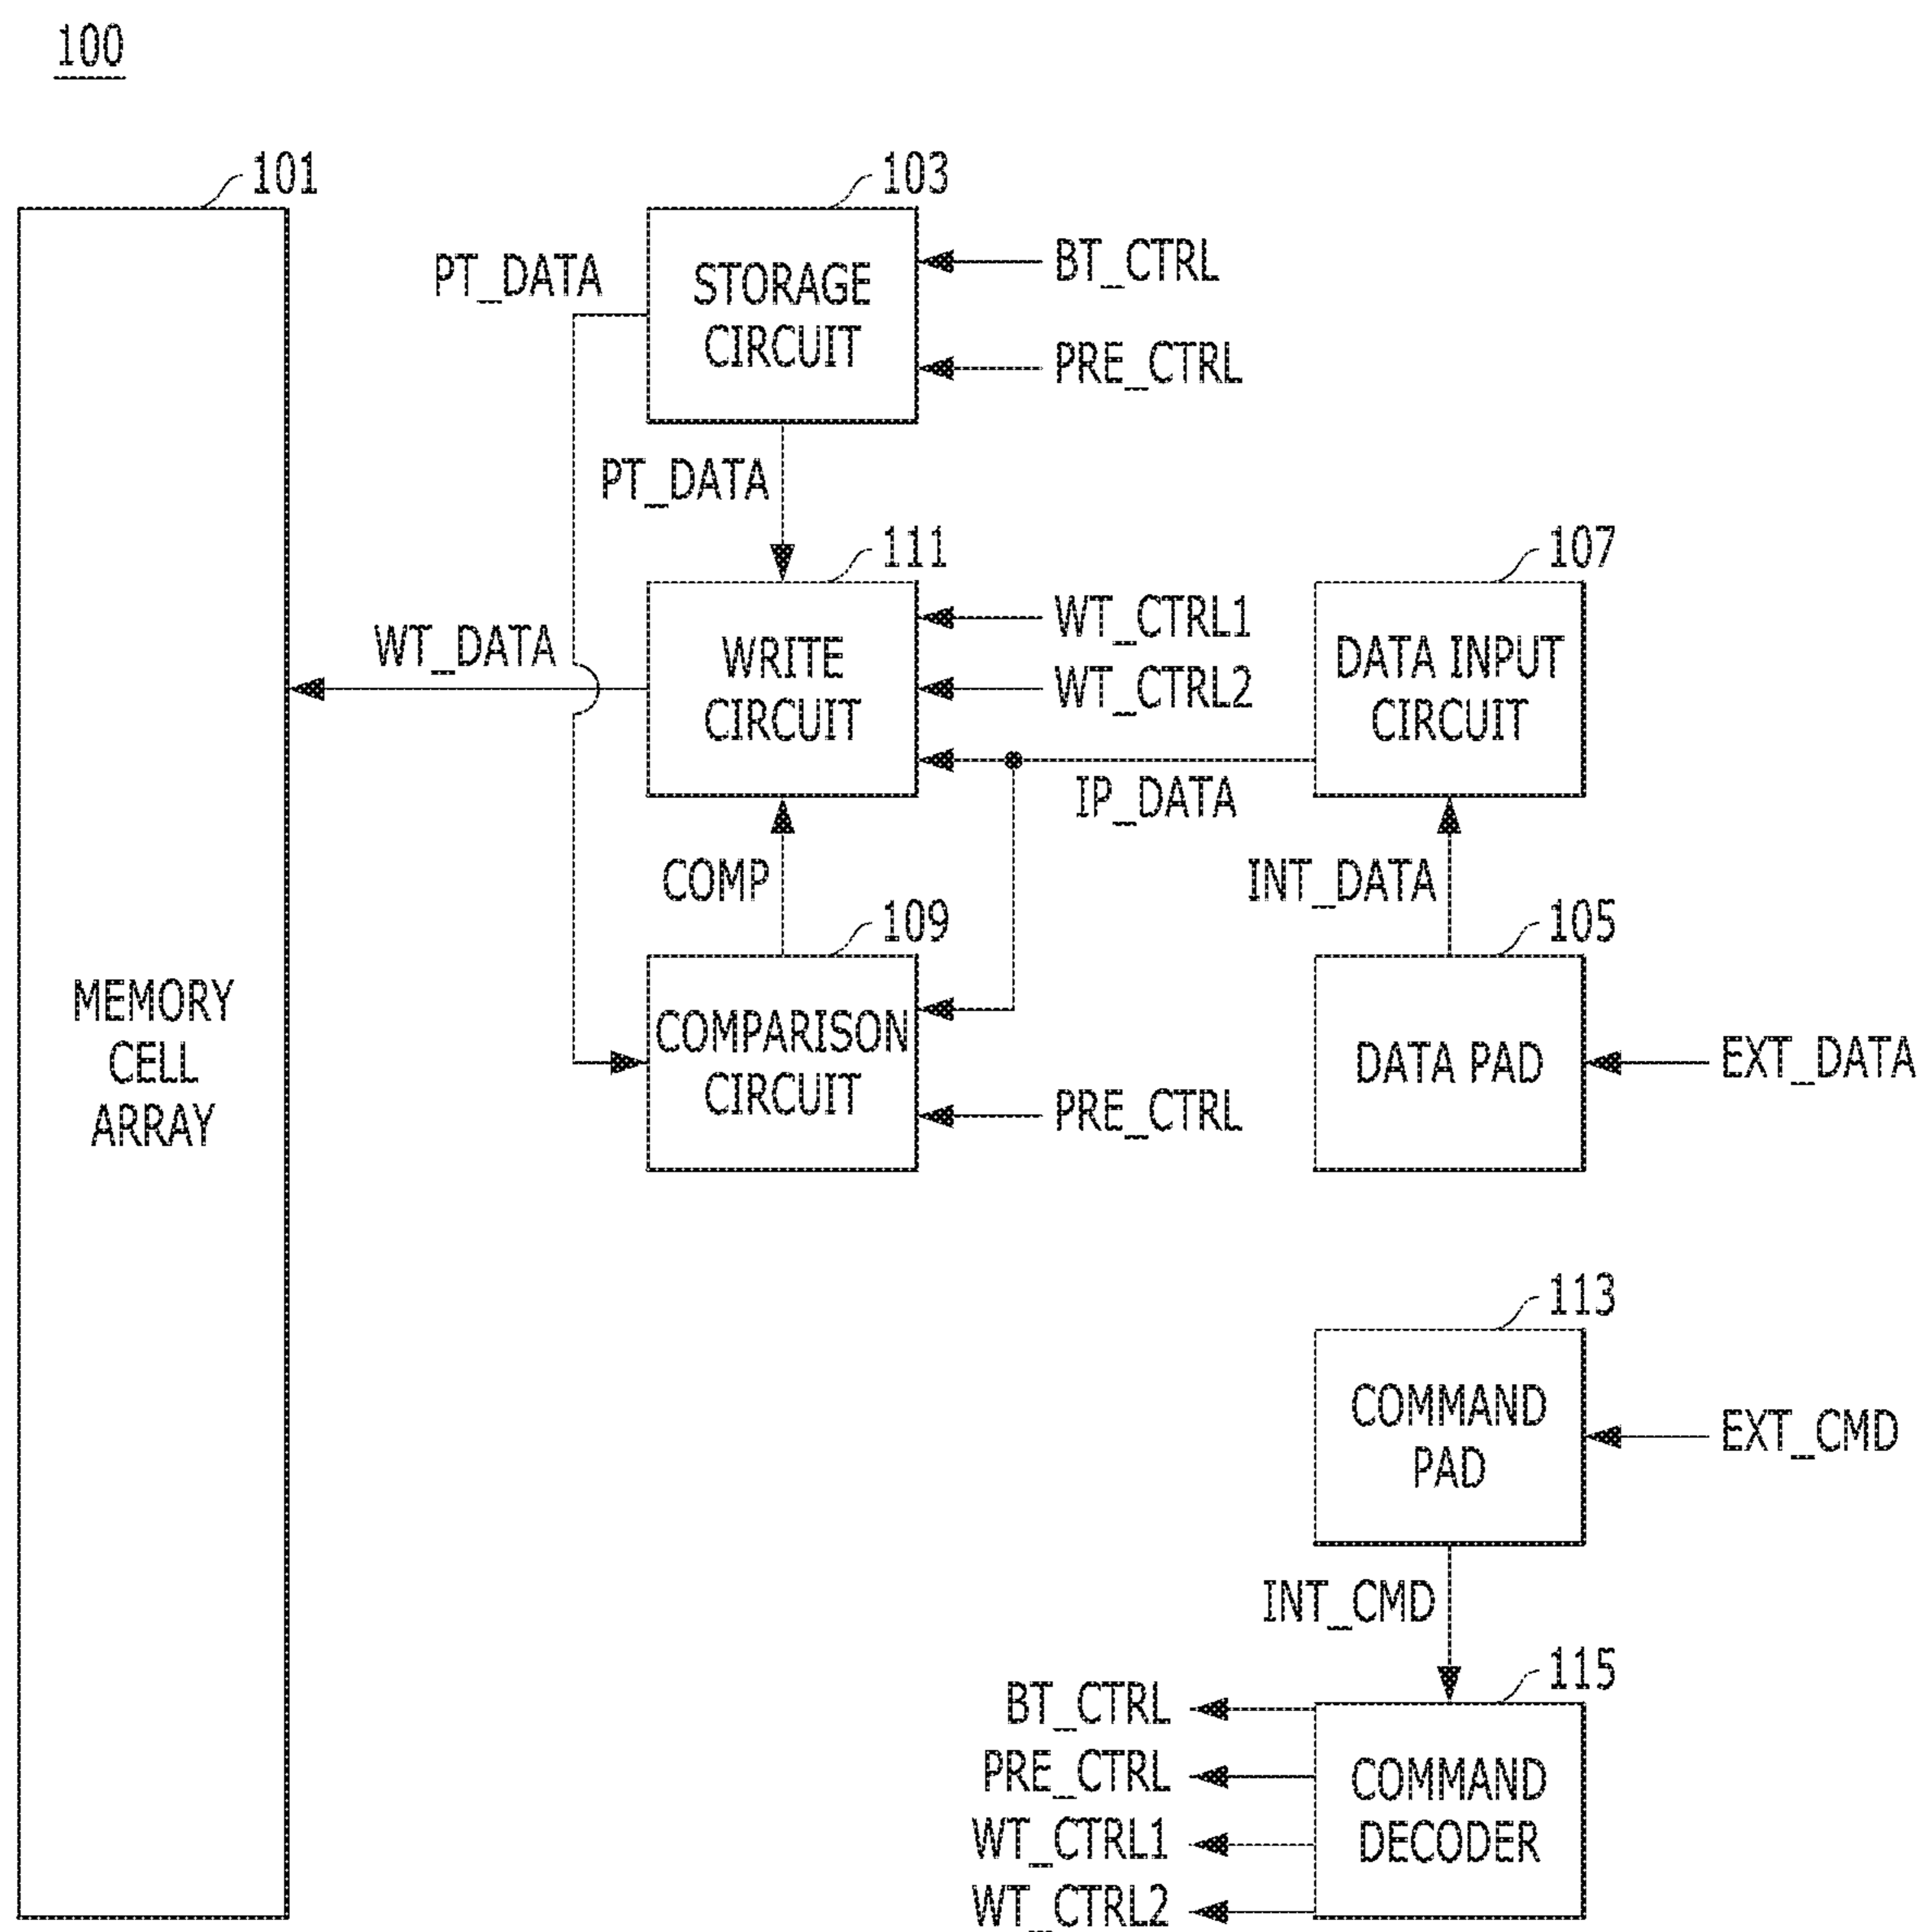 100
101
103
PT_DATA
STORAGE
CIRCUIT
BT_CTRL
PRE_CTRL
PT_DATA
111
107
WT_DATA
WRITE
CIRCUIT
WT_CTRL1
WT_CTRL2
DATA INPUT
CIRCUIT
IP_DATA
COMP
INT_DATA
109
105
MEMORY
CELL
ARRAY
COMPARISON
CIRCUIT
PRE_CTRL
DATA PAD
EXT_DATA
113
COMMAND
PAD
EXT_CMD
INT_CMD
115
BT_CTRL
PRE_CTRL
WT_CTRL1
WT_CTRL2
COMMAND
DECODER